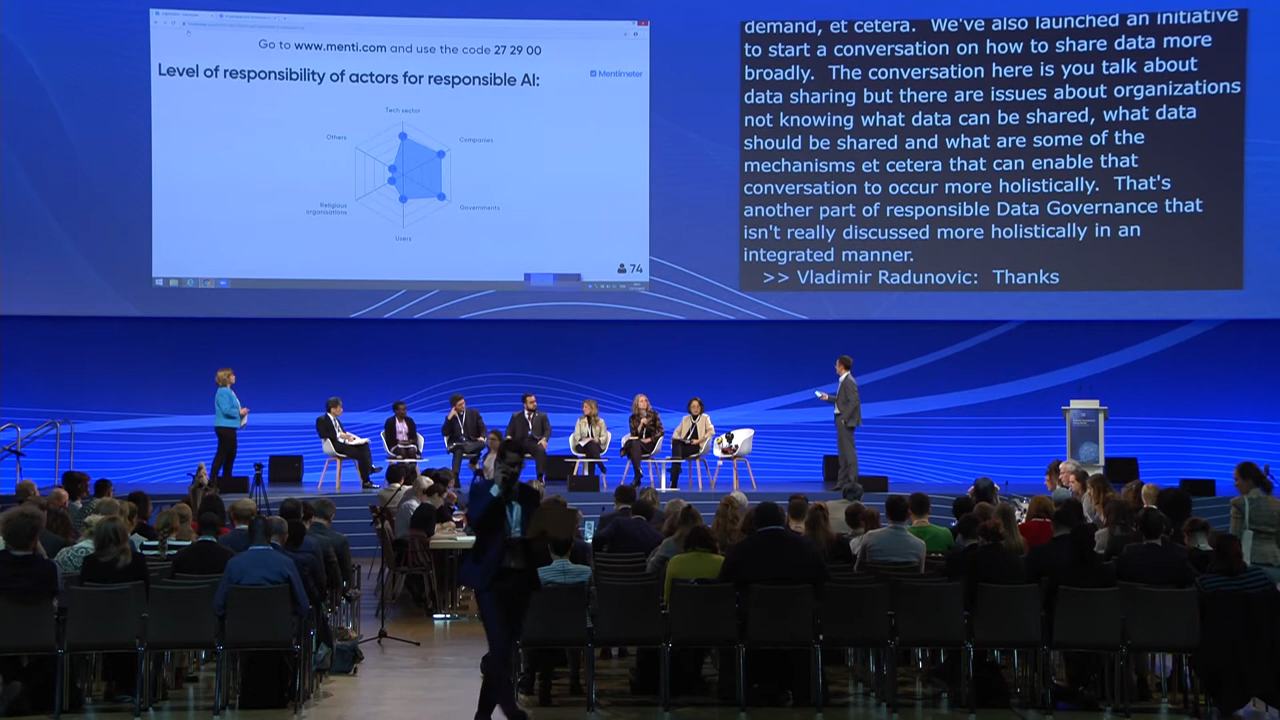 Go to www.menti.com and use the code 27 29 00
Level of responsibility of actors for responsible AI:
Mentimeter
Tech sector
Others
Companies
Religious
organisations
Governments
Users
74
demand, et cetera. We've also launched an initiative
to start a conversation on how to share data more
broadly. The conversation here is you talk about
data sharing but there are issues about organizations
not knowing what data can be shared, what data
should be shared and what are some of the
mechanisms et cetera that can enable that
conversation to occur more holistically. That's
another part of responsible Data Governance that
isn't really discussed more holistically in an
integrated manner.
>> Vladimir Radunovic: Thanks